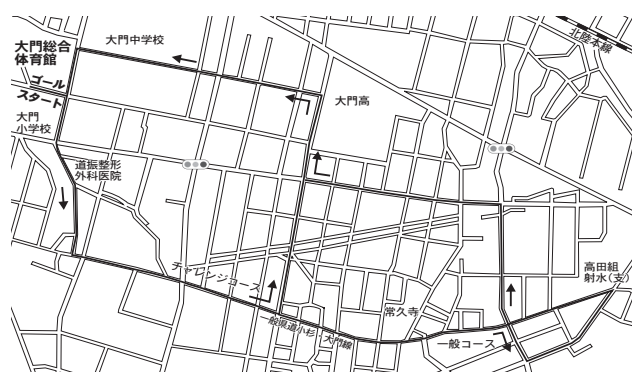 大門総合
体育館
大門中学校
北陸本線
ゴール
スタート
大門高
大門
小学校
道振整形
外科医院
高田組
射水(支)
チャレンジコース
常久寺
一般県道小杉・大門線
一般コース